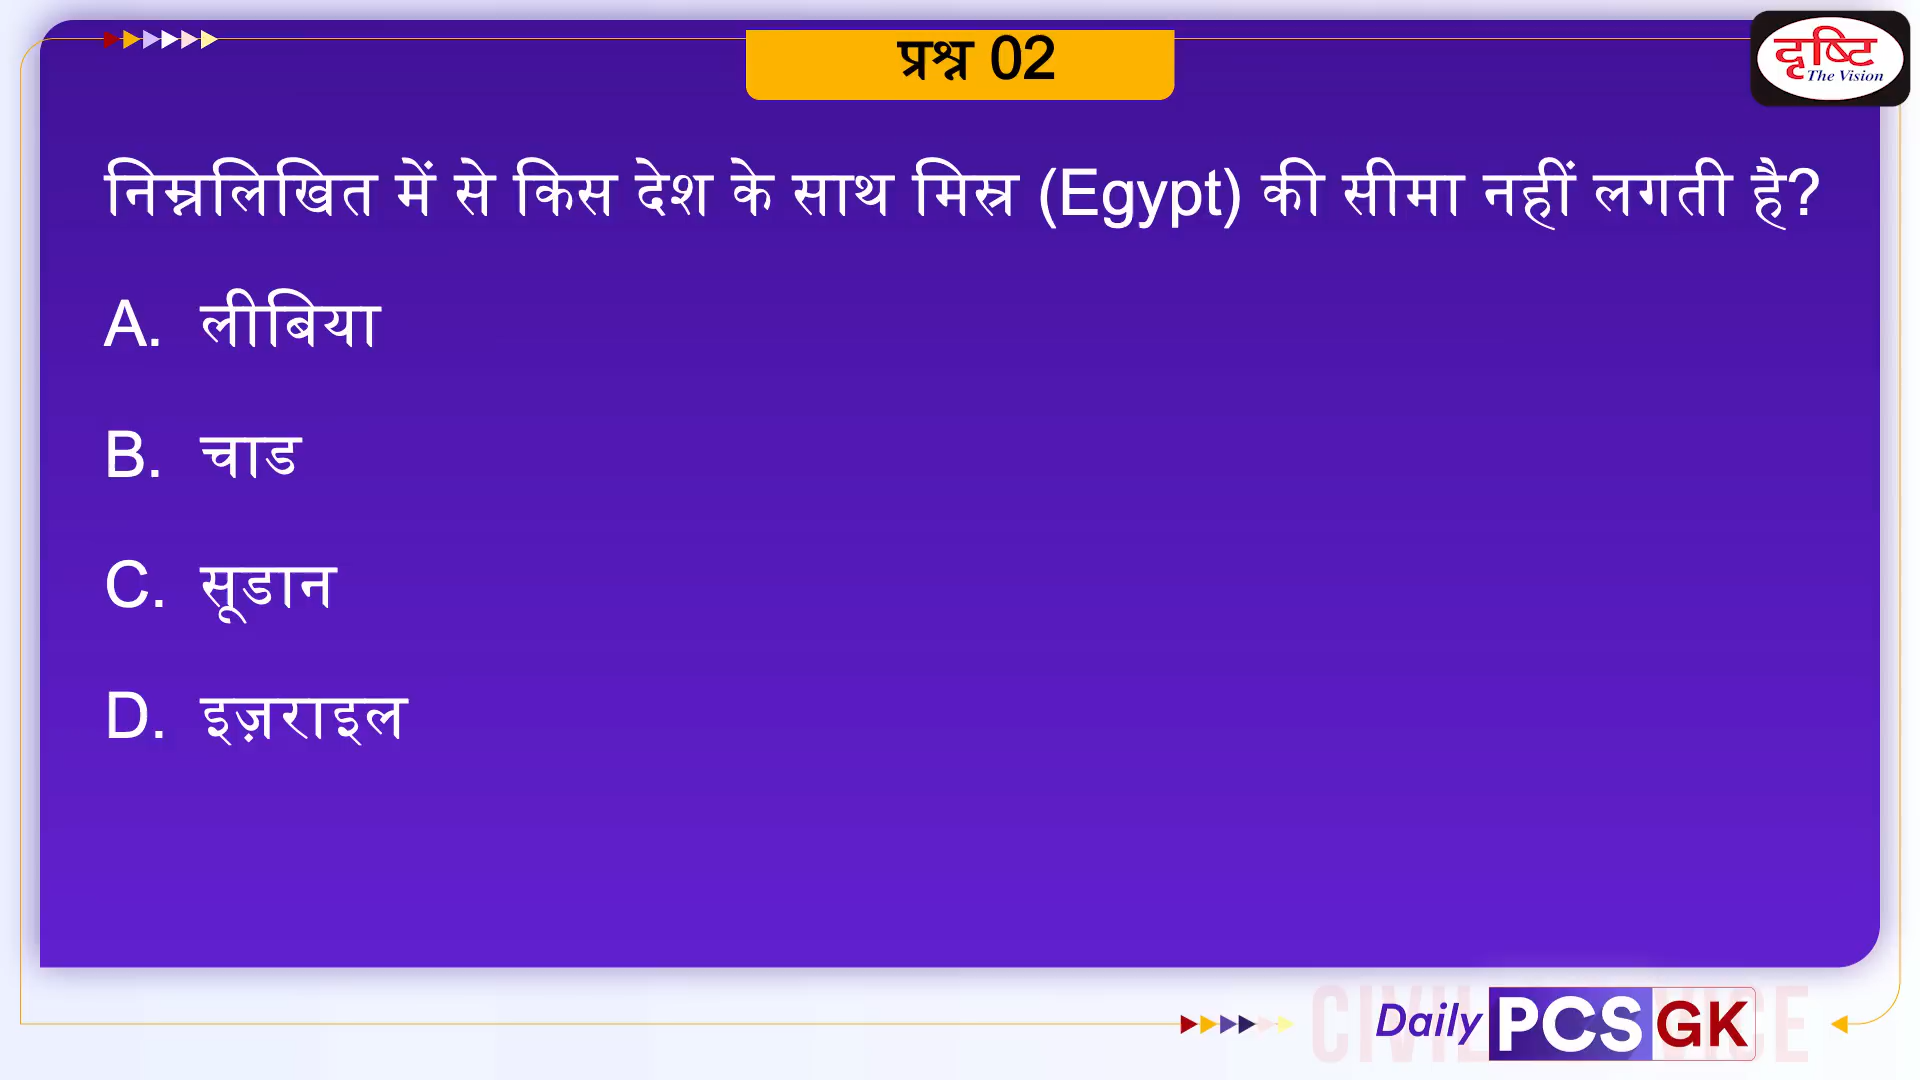 प्रश्न 02
दृष्टि
The Vision
निम्नलिखित में से किस देश के साथ मिस्र (Egypt) की सीमा नहीं लगती है?
A. लीबिया
B. चाड
C. सूडान
D. इज़राइल
Daily PCS GK